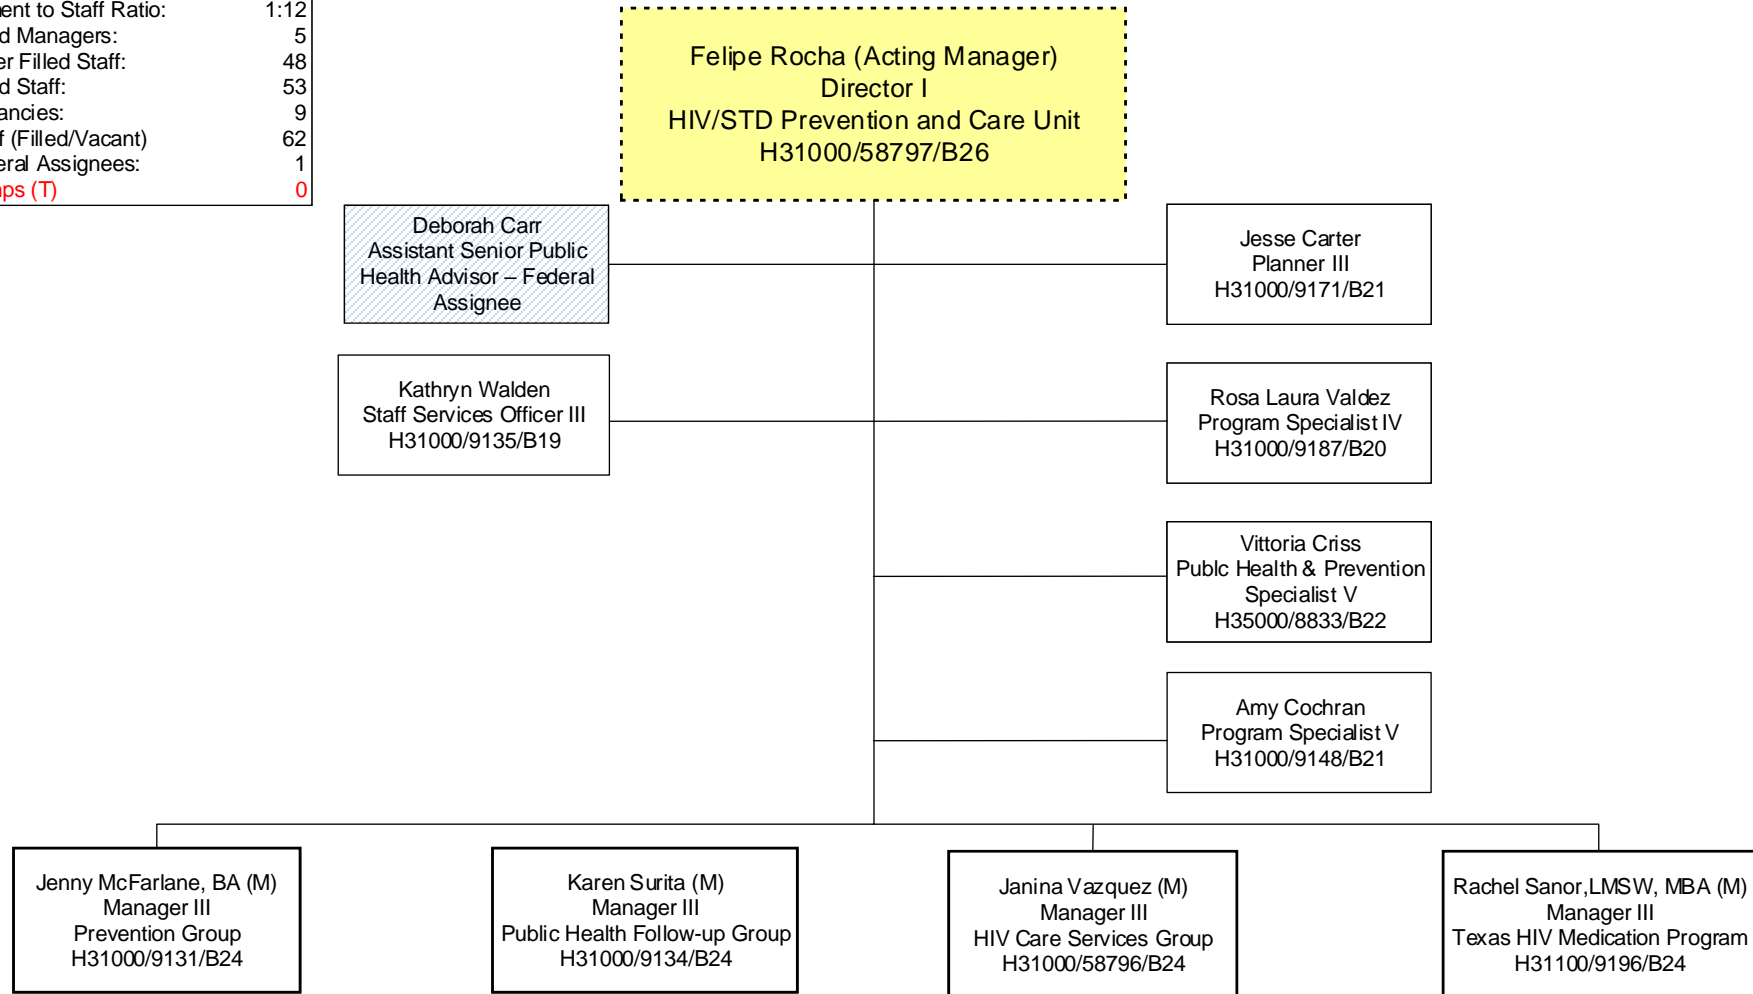 ent to Staff Ratio: 1:12
d Managers: 5
er Filled Staff: 48
d Staff: 53
ancies: 9
f (Filled/Vacant) 62
eral Assignees: 1
ps (T) 0
Felipe Rocha (Acting Manager)
Director I
HIV/STD Prevention and Care Unit
H31000/58797/B26
Deborah Carr
Assistant Senior Public
Health Advisor – Federal
Assignee
Jesse Carter
Planner III
H31000/9171/B21
Kathryn Walden
Staff Services Officer III
H31000/9135/B19
Rosa Laura Valdez
Program Specialist IV
H31000/9187/B20
Vittoria Criss
Publc Health & Prevention
Specialist V
H35000/8833/B22
Amy Cochran
Program Specialist V
H31000/9148/B21
Jenny McFarlane, BA (M)
Manager III
Prevention Group
H31000/9131/B24
Karen Surita (M)
Manager III
Public Health Follow-up Group
H31000/9134/B24
Janina Vazquez (M)
Manager III
HIV Care Services Group
H31000/58796/B24
Rachel Sanor,LMSW, MBA (M)
Manager III
Texas HIV Medication Program
H31100/9196/B24